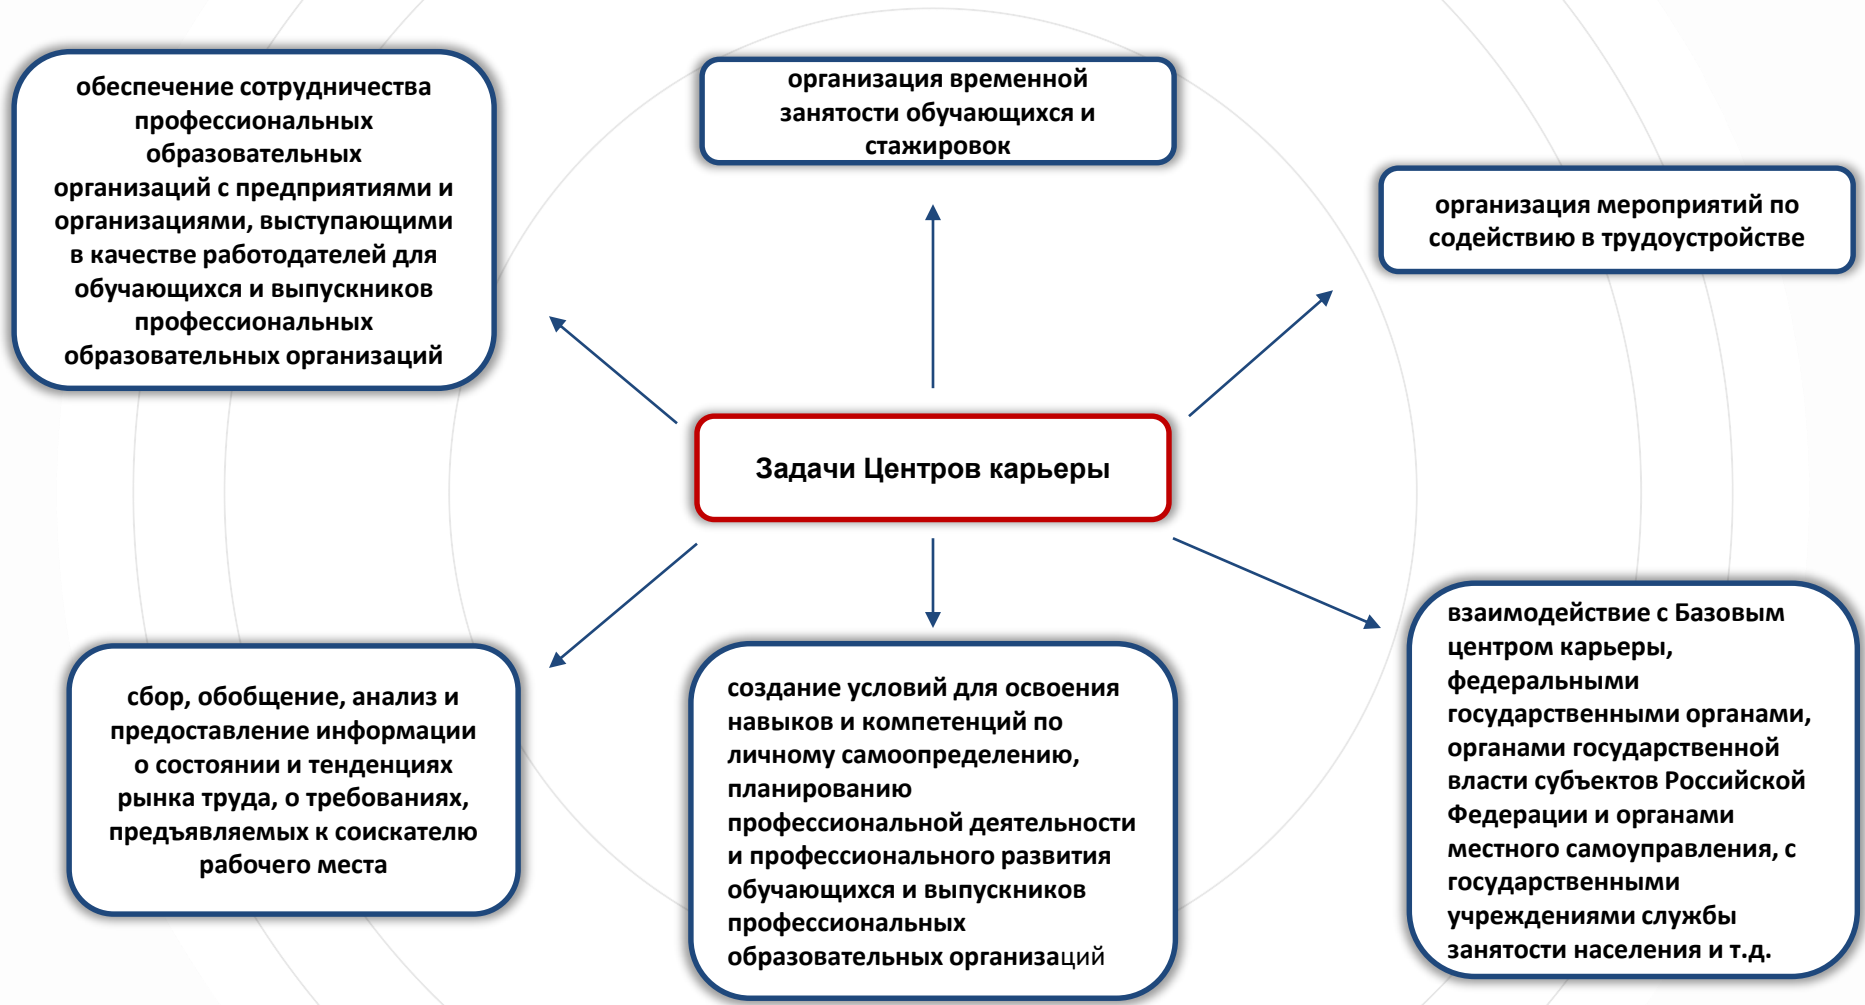 обеспечение сотрудничества
профессиональных
образовательных
организаций с предприятиями и
организациями, выступающими
в качестве работодателей для
обучающихся и выпускников
профессиональных
образовательных организаций
организация временной
занятости обучающихся и
стажировок
организация мероприятий по
содействию в трудоустройстве
Задачи Центров карьеры
сбор, обобщение, анализ и
предоставление информации
о состоянии и тенденциях
рынка труда, о требованиях,
предъявляемых к соискателю
рабочего места
создание условий для освоения
навыков и компетенций по
личному самоопределению,
планированию
профессиональной деятельности
и профессионального развития
обучающихся и выпускников
профессиональных
образовательных организаций
взаимодействие с Базовым
центром карьеры,
федеральными
государственными органами,
органами государственной
власти субъектов Российской
Федерации и органами
местного самоуправления, с
государственными
учреждениями службы
занятости населения и т.д.